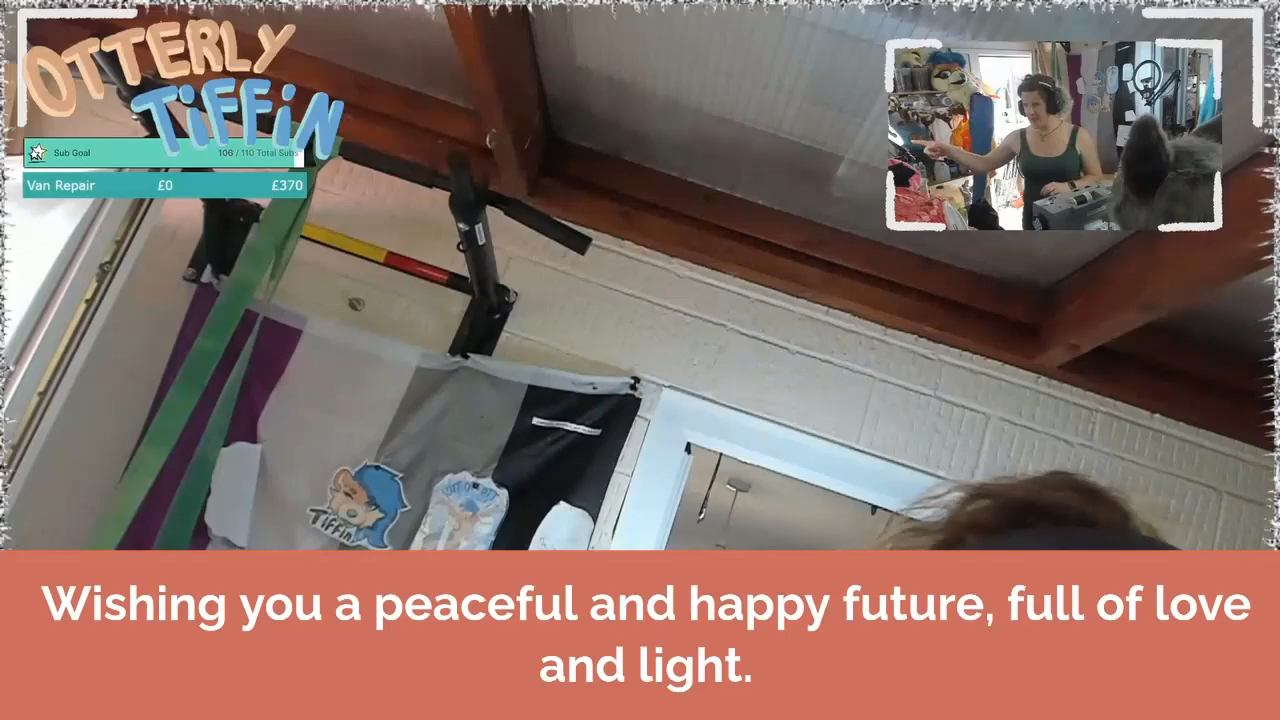 OTTERLY
TiFFiN
Sub Goal 106 / 110 Total Subs
Van Repair £0 £370
TiFFin
Wishing you a peaceful and happy future, full of love
and light.